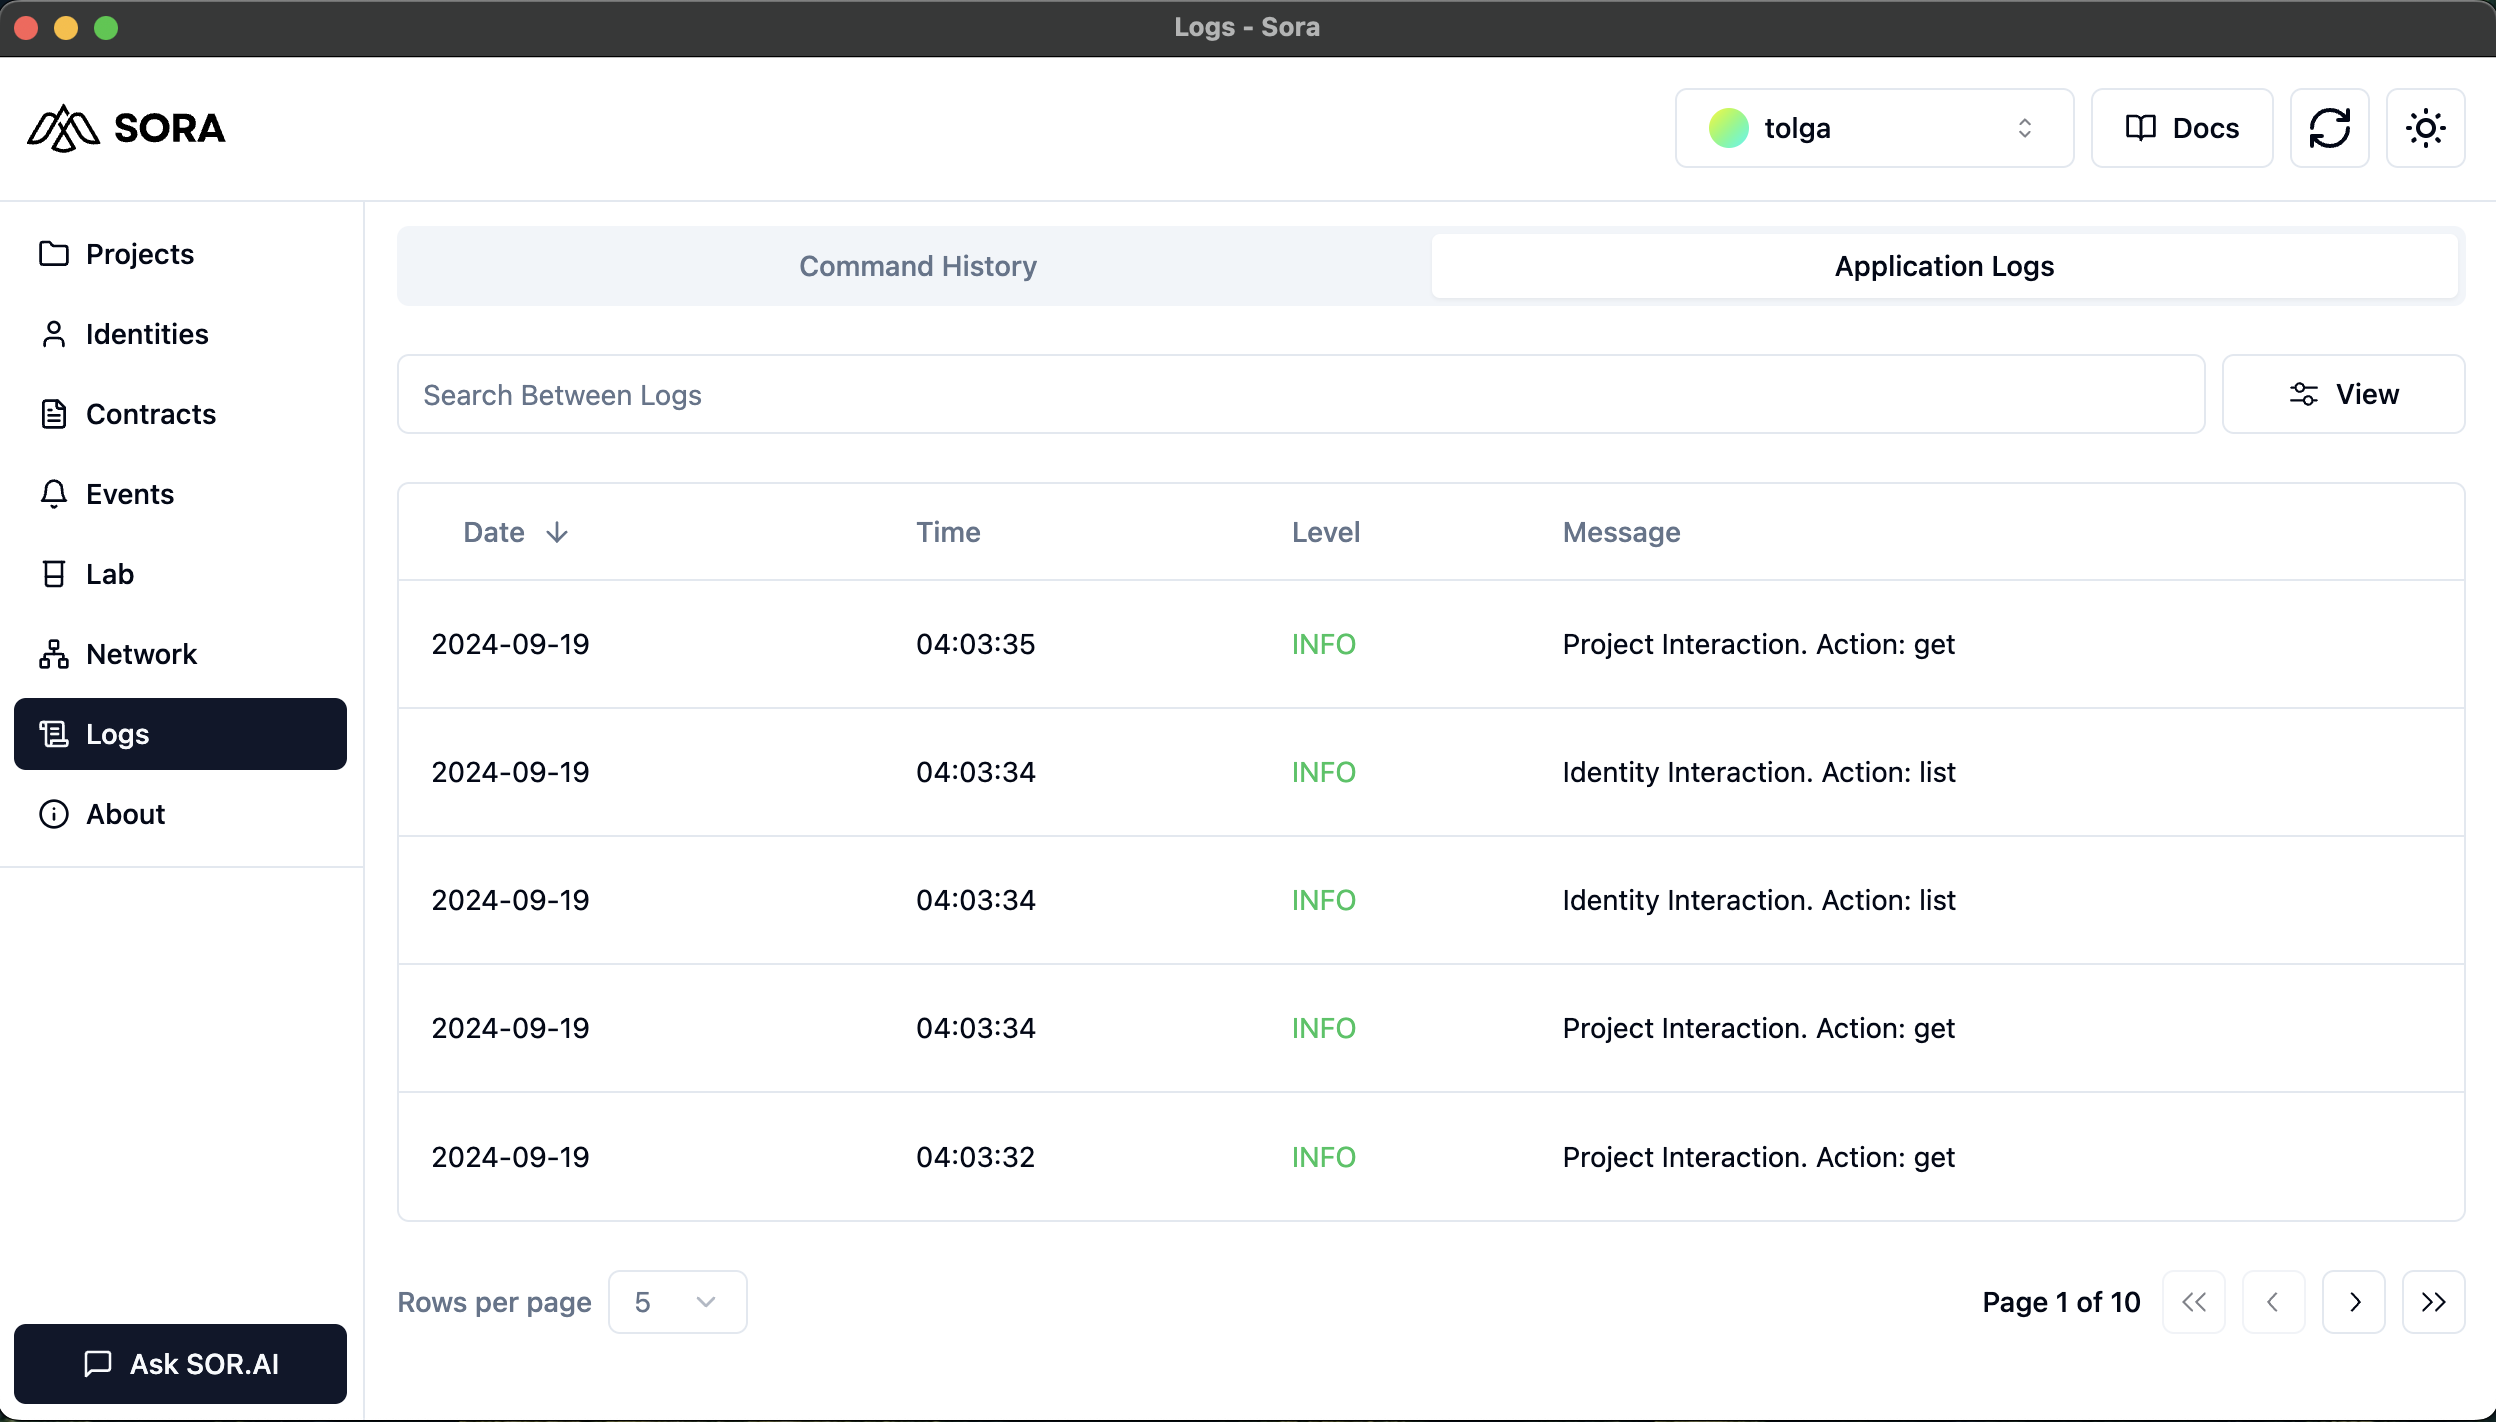 Logs - Sora
SORA
tolga
Docs
Projects
Identities
Contracts
Events
Lab
Network
Logs
About
Ask SOR.AI
Command History
Application Logs
Search Between Logs
View
Date Time Level Message
2024-09-19 04:03:35 INFO Project Interaction. Action: get
2024-09-19 04:03:34 INFO Identity Interaction. Action: list
2024-09-19 04:03:34 INFO Identity Interaction. Action: list
2024-09-19 04:03:34 INFO Project Interaction. Action: get
2024-09-19 04:03:32 INFO Project Interaction. Action: get
Rows per page 5
Page 1 of 10